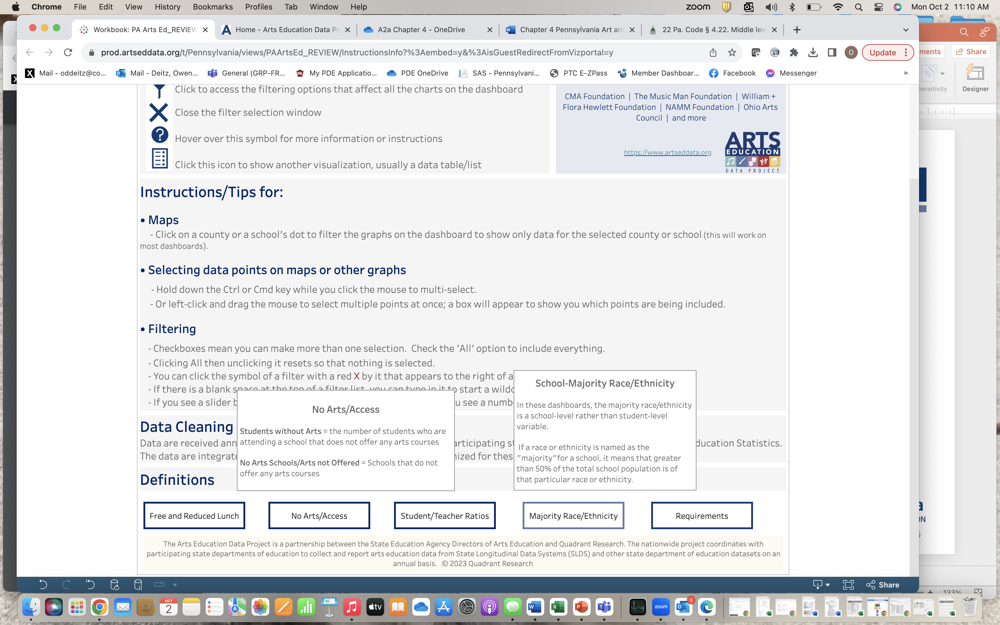 Chrome File Edit View History Bookmarks Profiles Tab Window Help zoom Mon Oct 2 11:10 AM
Workbook: PA Arts Ed_REVIEW Home - Arts Education Data Pr A2a Chapter 4 - OneDrive Chapter 4 Pennsylvania Art and 22 Pa. Code § 4.22. Middle leve
prod.artseddata.org/t/Pennsylvania/views/PAArtsEd_REVIEW/InstructionsInfo?%3Aembed=y&%3AisGuestRedirectFromVizportal=y O Update
ments Share
Mail - oddeitz@co... Mail - Deitz, Owen... General (GRP-FR... My PDE Applicatio... PDE OneDrive SAS - Pennsylvani... PTC E-ZPass Member Dashboar... Facebook Messenger »
ensitivity Designer
Click to access the filtering options that affect all the charts on the dashboard
Close the filter selection window
Hover over this symbol for more information or instructions
Click this icon to show another visualization, usually a data table/list
CMA Foundation | The Music Man Foundation | William +
Flora Hewlett Foundation | NAMM Foundation | Ohio Arts
Council | and more
https://www.artseddata.org
ARTS
EDUCATION
DATA PROJECT
Instructions/Tips for:
• Maps
- Click on a county or a school's dot to filter the graphs on the dashboard to show only data for the selected county or school (this will work on
most dashboards).
• Selecting data points on maps or other graphs
- Hold down the Ctrl or Cmd key while you click the mouse to multi-select.
- Or left-click and drag the mouse to select multiple points at once; a box will appear to show you which points are being included.
• Filtering
- Checkboxes mean you can make more than one selection. Check the 'All' option to include everything.
- Clicking All then unclicking it resets so that nothing is selected.
- You can click the symbol of a filter with a red X by it that appears to the right of a
- If there is a blank space at the top of a filter list, you can type in it to start a wildc
- If you see a slider b u see a numb
No Arts/Access
Students without Arts = the number of students who are
attending a school that does not offer any arts courses
No Arts Schools/Arts not Offered = Schools that do not
offer any arts courses
School-Majority Race/Ethnicity
In these dashboards, the majority race/ethnicity
is a school-level rather than student-level
variable.
If a race or ethnicity is named as the
"majority"for a school, it means that greater
than 50% of the total school population is of
that particular race or ethnicity.
Data Cleaning
Data are received ann articipating st ducation Statistics.
The data are integrate nized for thes
Definitions
Free and Reduced Lunch No Arts/Access Student/Teacher Ratios Majority Race/Ethnicity Requirements
The Arts Education Data Project is a partnership between the State Education Agency Directors of Arts Education and Quadrant Research. The nationwide project coordinates with
participating state departments of education to collect and report arts education data from State Longitudinal Data Systems (SLDS) and other state department of education datasets on an
annual basis. © 2023 Quadrant Research
Share
133%
OCT
2
tv
zoom
3